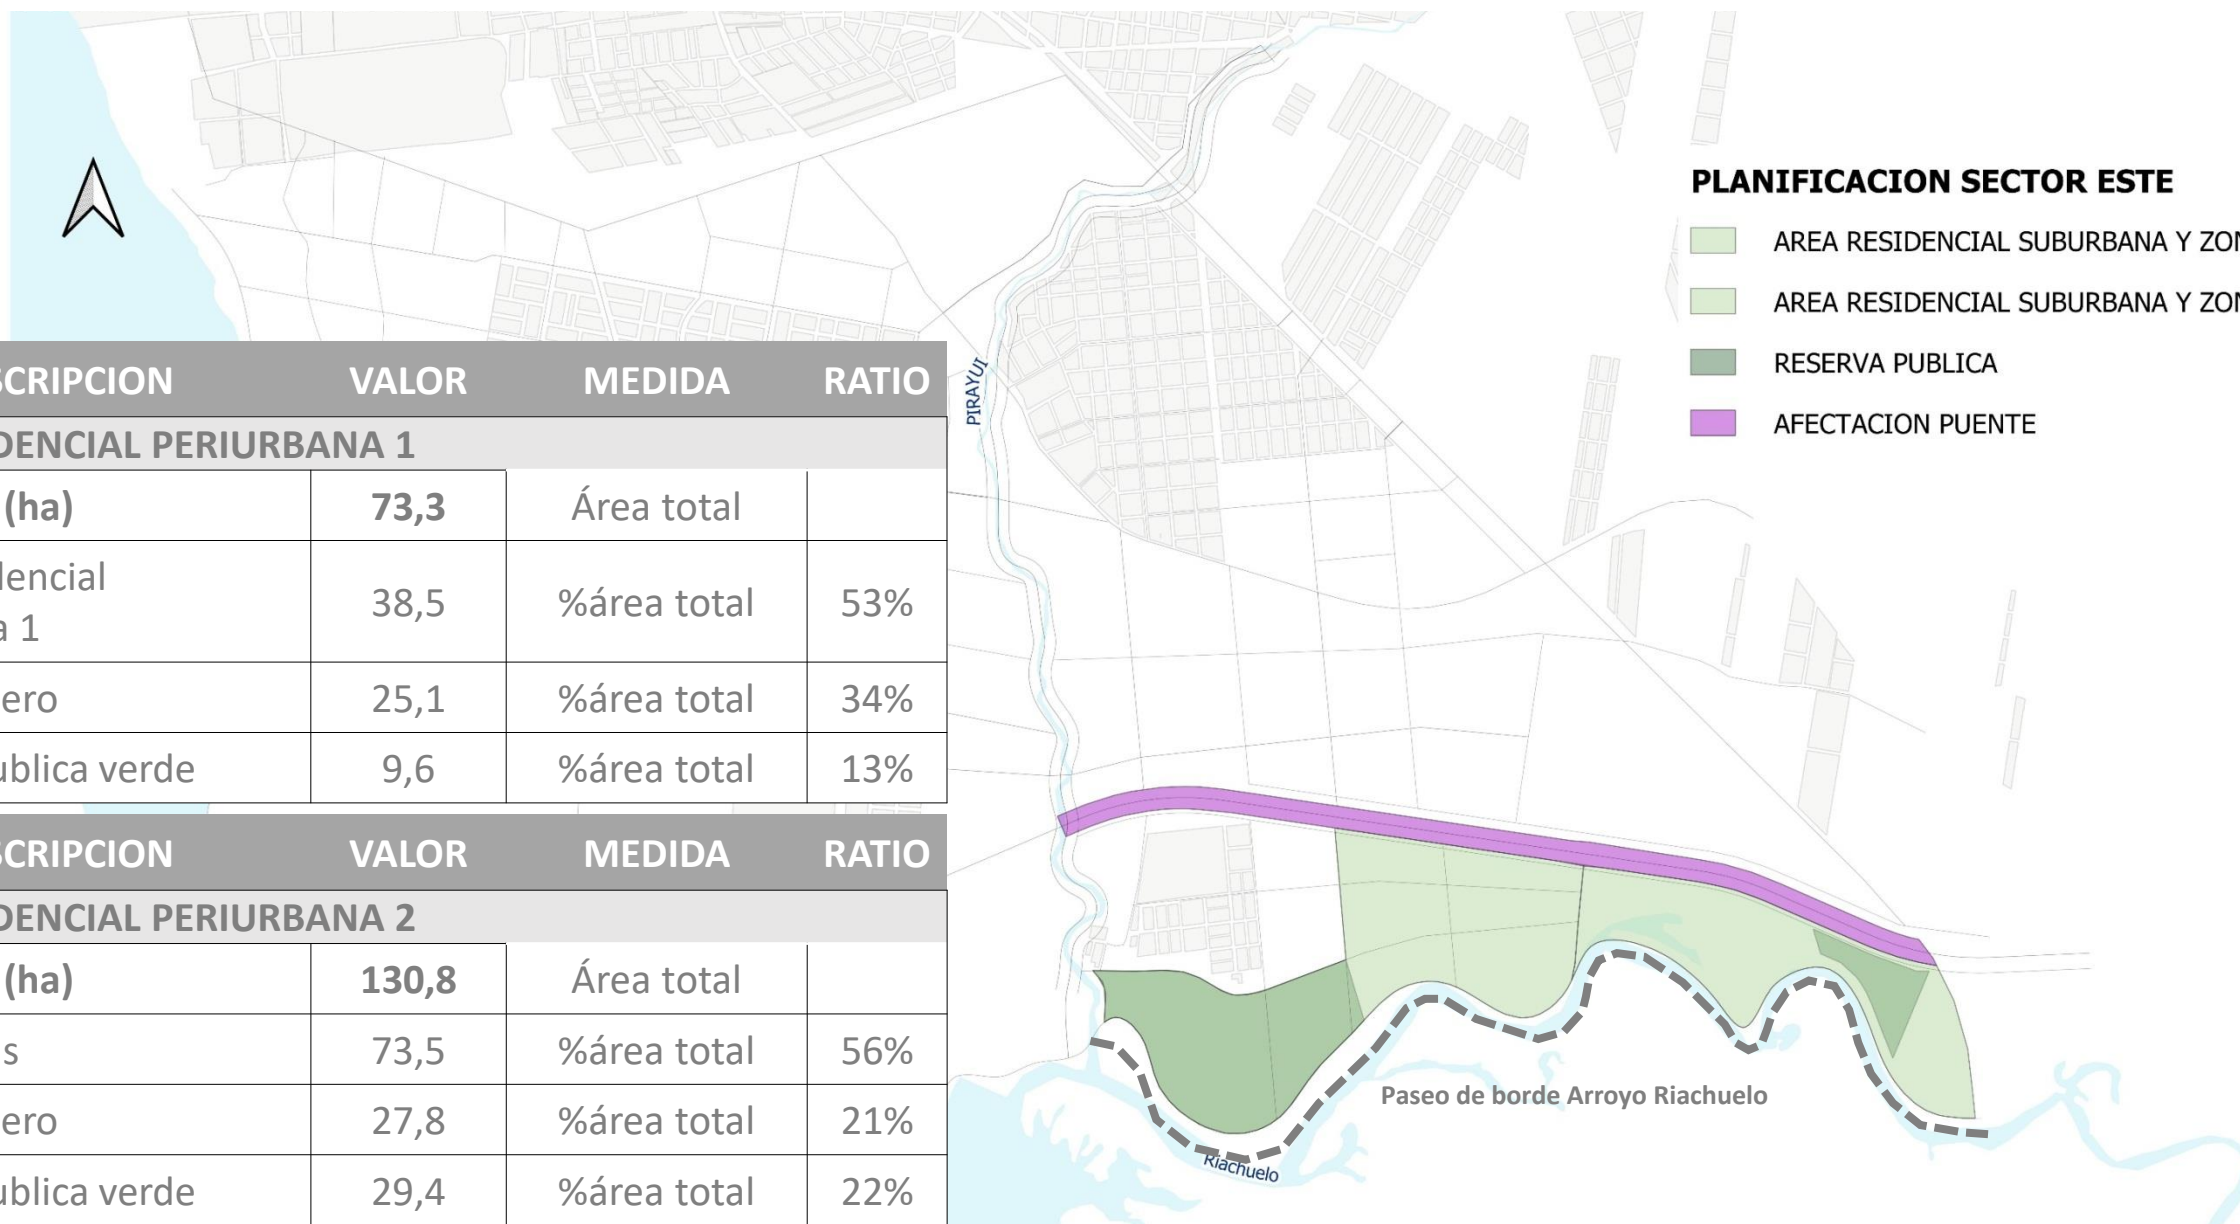 PLANIFICACION SECTOR ESTE
AREA RESIDENCIAL SUBURBANA Y ZON
AREA RESIDENCIAL SUBURBANA Y ZON
RESERVA PUBLICA
AFECTACION PUENTE
SCRIPCION VALOR MEDIDA RATIO
DENCIAL PERIURBANA 1
(ha) 73,3 Área total
dencial
a 1 38,5 %área total 53%
ero 25,1 %área total 34%
ublica verde 9,6 %área total 13%
SCRIPCION VALOR MEDIDA RATIO
DENCIAL PERIURBANA 2
(ha) 130,8 Área total
s 73,5 %área total 56%
ero 27,8 %área total 21%
ublica verde 29,4 %área total 22%
PIRAYUI
Paseo de borde Arroyo Riachuelo
Riachuelo